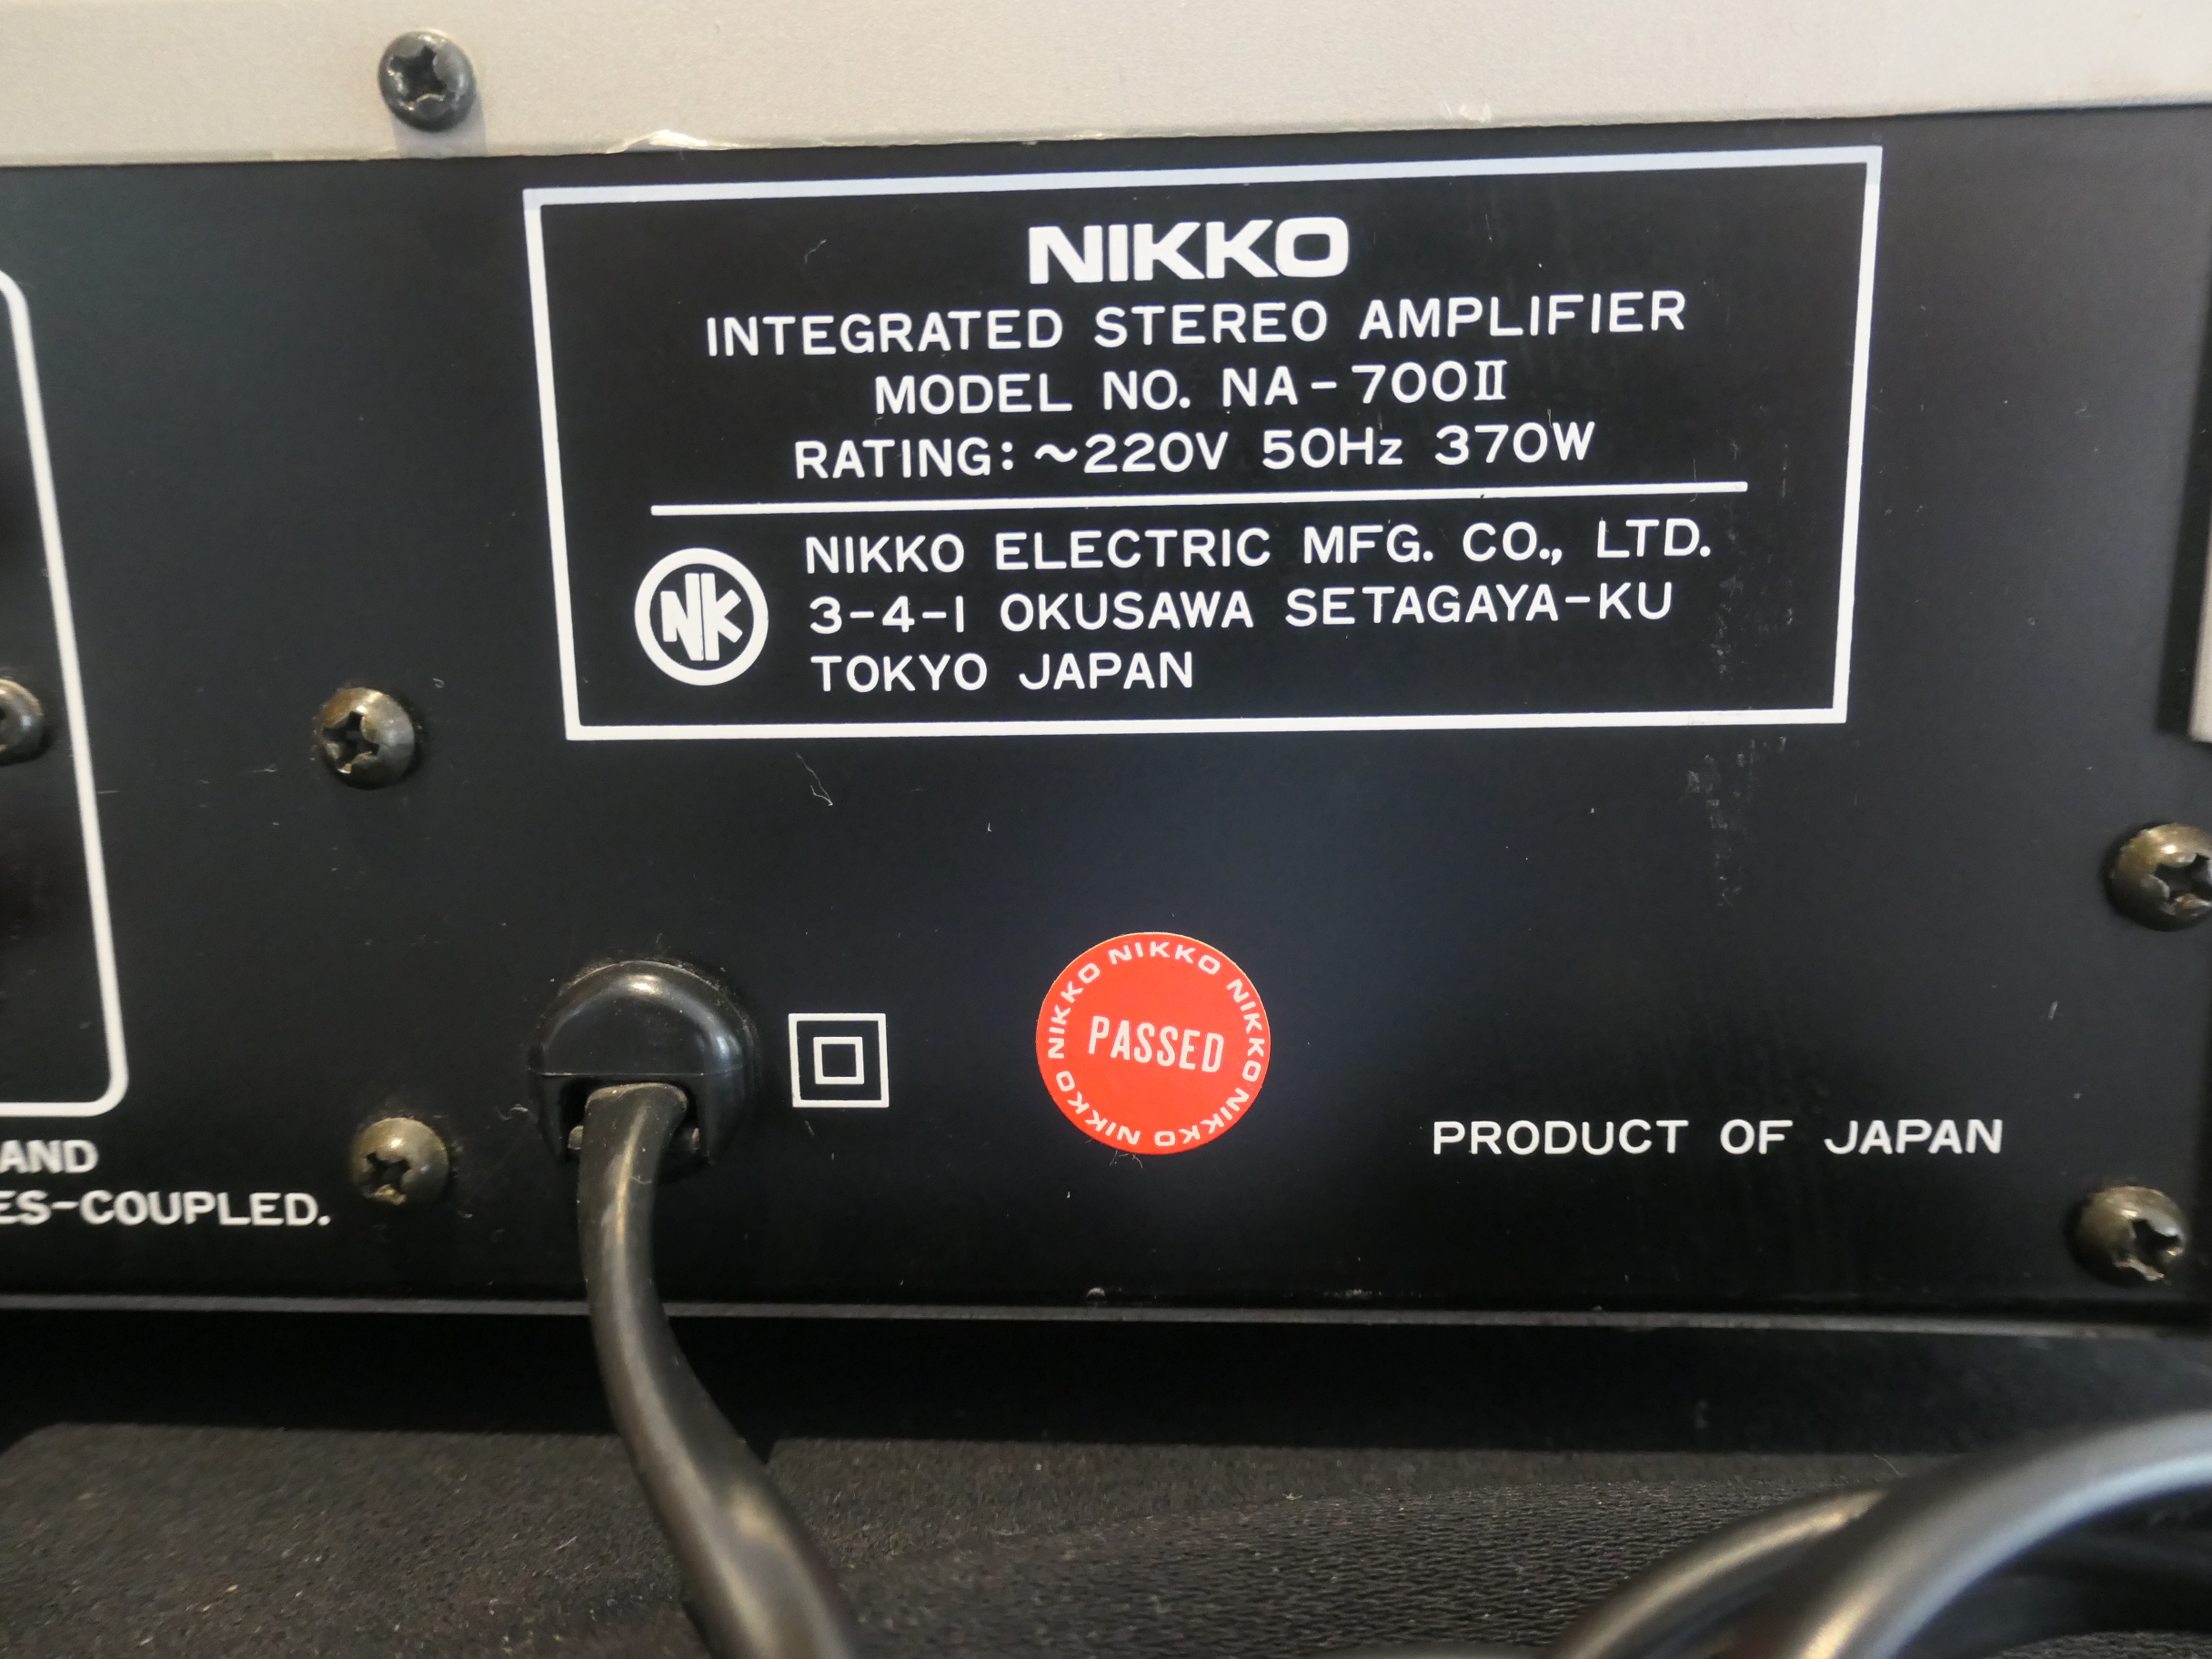 NIKKO
INTEGRATED STEREO AMPLIFIER
MODEL NO. NA-700II
RATING: ~220V 50Hz 370W
NK
NIKKO ELECTRIC MFG. CO., LTD.
3-4-1 OKUSAWA SETAGAYA-KU
TOKYO JAPAN
NIKKO NIKKO NIKKO NIKKO NIKKO
PASSED
PRODUCT OF JAPAN
AND
ES-COUPLED.